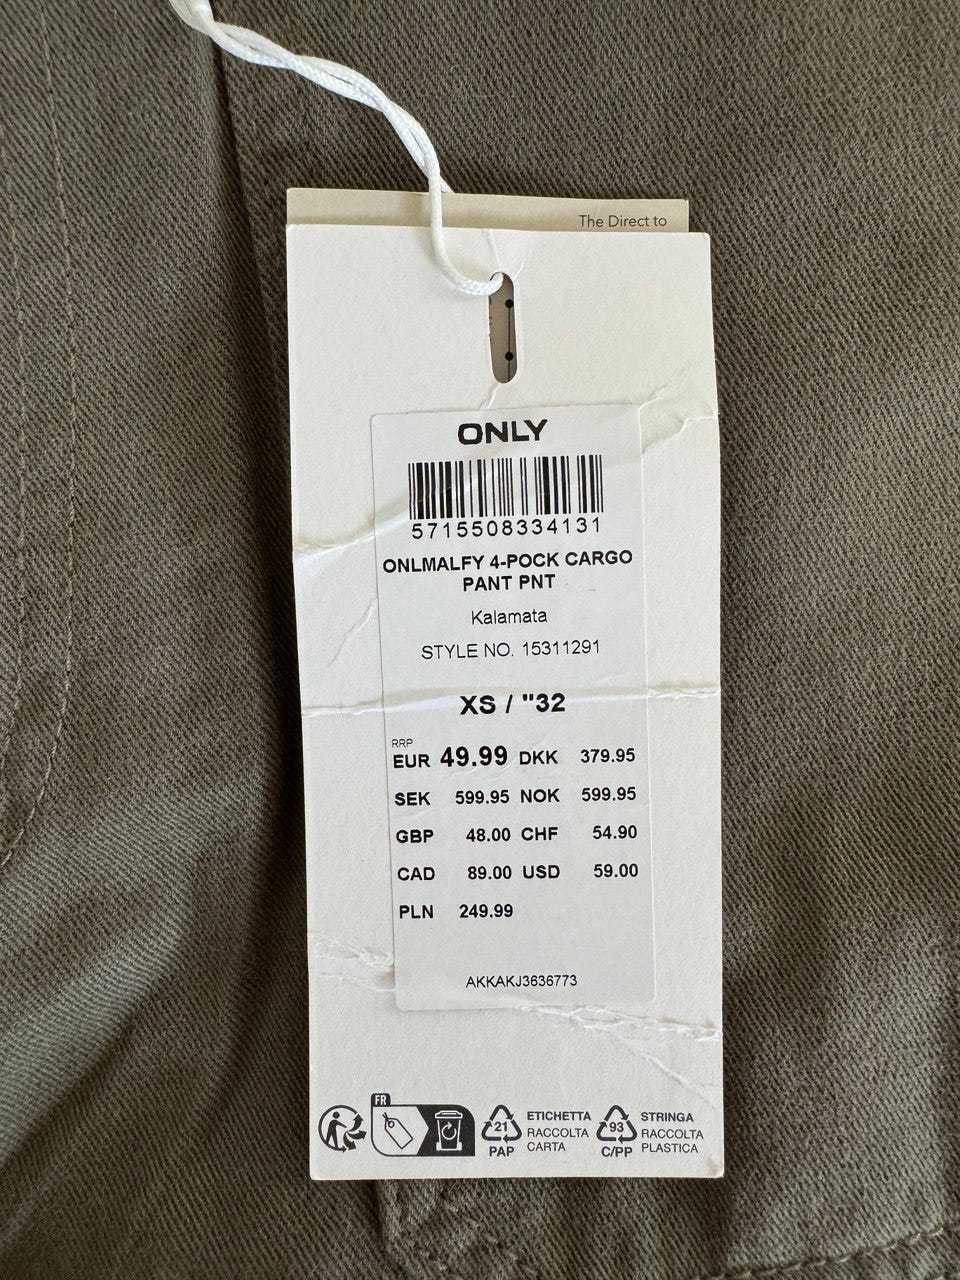 The Direct to
ONLY
5715508334131
ONLMALFY 4-POCK CARGO
PANT PNT
Kalamata
STYLE NO. 15311291
XS / "32
RRP
EUR 49.99 DKK 379.95
SEK 599.95 NOK 599.95
GBP 48.00 CHF 54.90
CAD 89.00 USD 59.00
PLN 249.99
AKKAKJ3636773
FR
21
PAP
ETICHETTA
RACCOLTA
CARTA
93
C/PP
STRINGA
RACCOLTA
PLASTICA